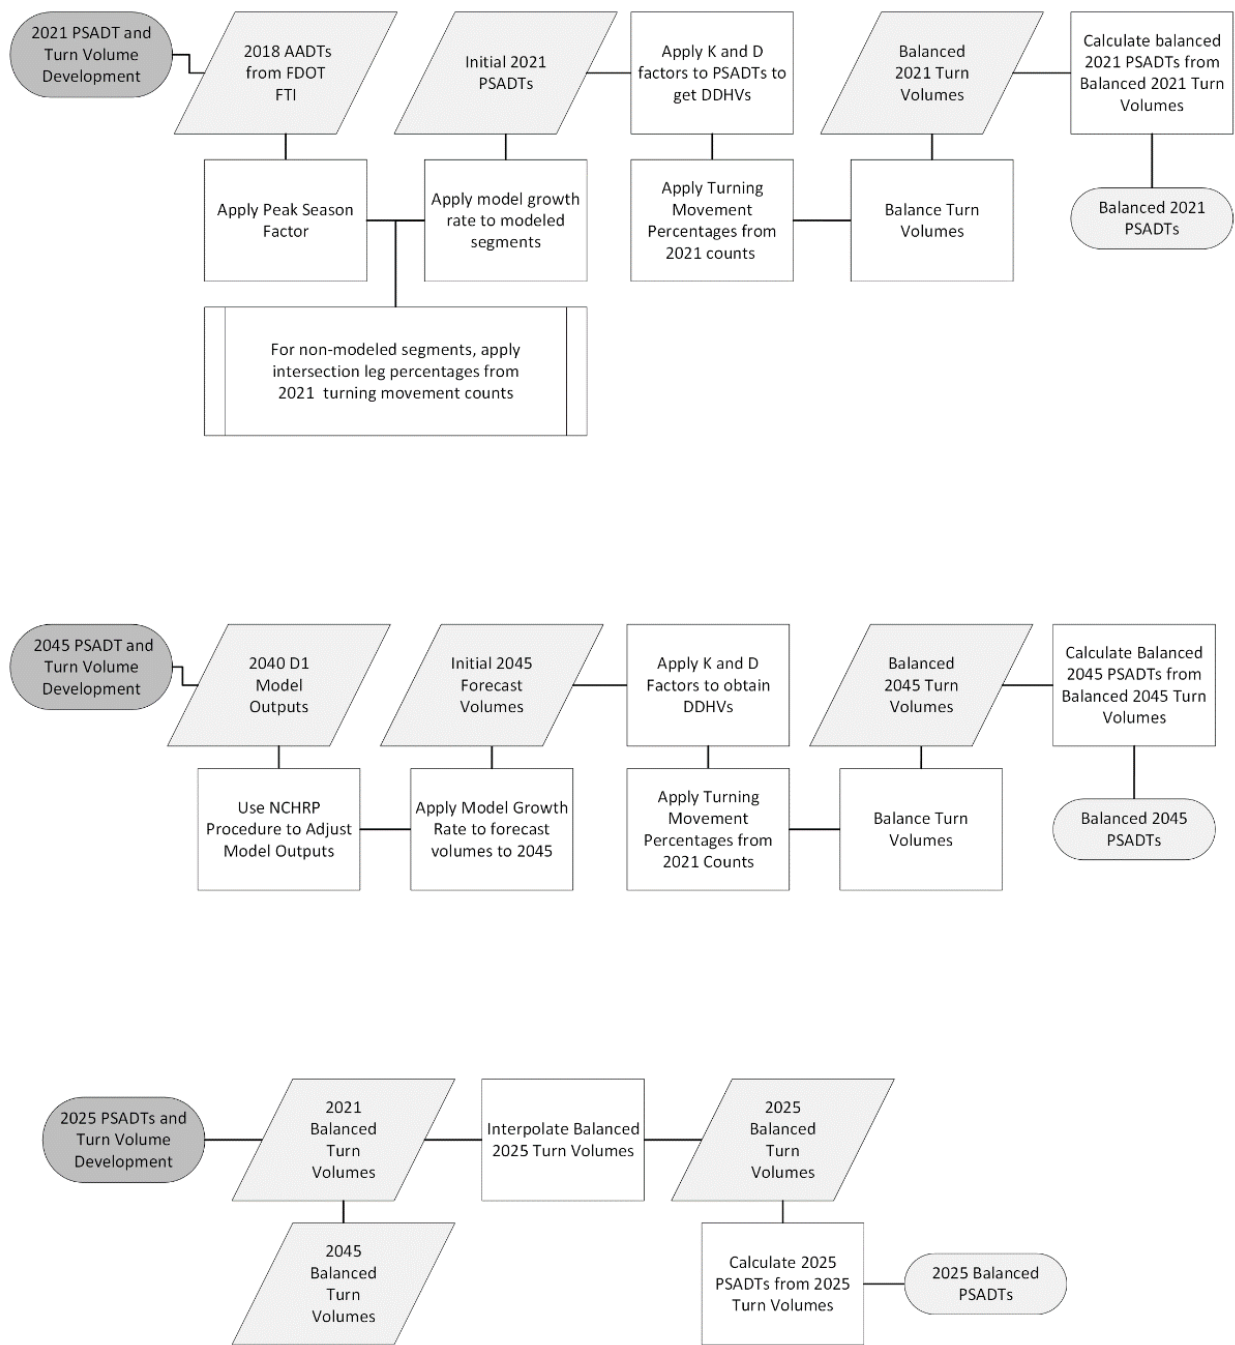 2021 PSADT and
Turn Volume
Development
2018 AADTs
from FDOT
FTI
Initial 2021
PSADTs
Apply K and D
factors to PSADTs to
get DDHVs
Balanced
2021 Turn
Volumes
Calculate balanced
2021 PSADTs from
Balanced 2021 Turn
Volumes
Apply Peak Season
Factor
Apply model growth
rate to modeled
segments
Apply Turning
Movement
Percentages from
2021 counts
Balance Turn
Volumes
Balanced 2021
PSADTs
For non-modeled segments, apply
intersection leg percentages from
2021 turning movement counts
2045 PSADT and
Turn Volume
Development
2040 D1
Model
Outputs
Initial 2045
Forecast
Volumes
Apply K and D
Factors to obtain
DDHVs
Balanced
2045 Turn
Volumes
Calculate Balanced
2045 PSADTs from
Balanced 2045 Turn
Volumes
Use NCHRP
Procedure to Adjust
Model Outputs
Apply Model Growth
Rate to forecast
volumes to 2045
Apply Turning
Movement
Percentages from
2021 Counts
Balance Turn
Volumes
Balanced 2045
PSADTs
2025 PSADTs and
Turn Volume
Development
2021
Balanced
Turn
Volumes
Interpolate Balanced
2025 Turn Volumes
2025
Balanced
Turn
Volumes
2045
Balanced
Turn
Volumes
Calculate 2025
PSADTs from 2025
Turn Volumes
2025 Balanced
PSADTs